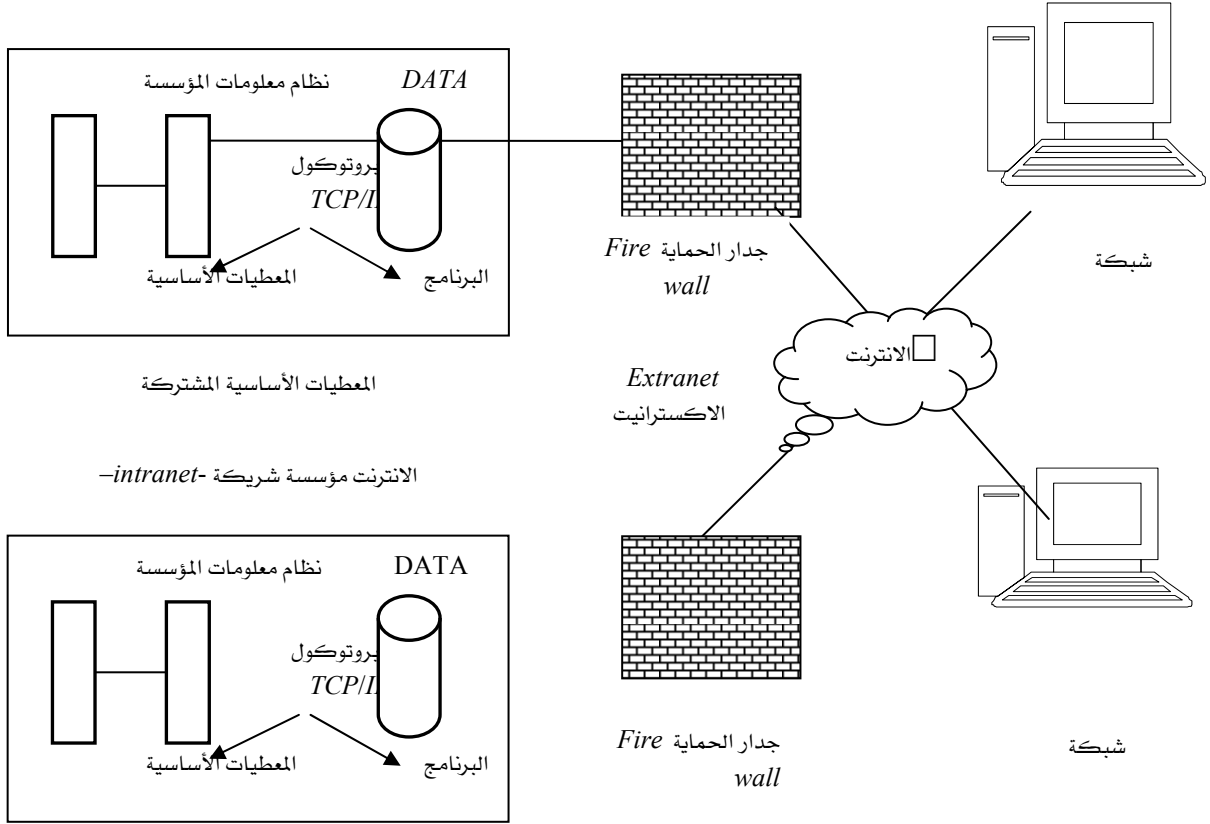 نظام معلومات المؤسسة
DATA
بروتوكول
TCP/I
المعطيات الأساسية
البرنامج
المعطيات الأساسية المشتركة
الانترنت مؤسسة شريكة -intranet–
جدار الحماية Fire
wall
شبكة
الانترنت
Extranet
الاكسترانيت
نظام معلومات المؤسسة
DATA
بروتوكول
TCP/I
المعطيات الأساسية
البرنامج
جدار الحماية Fire
wall
شبكة